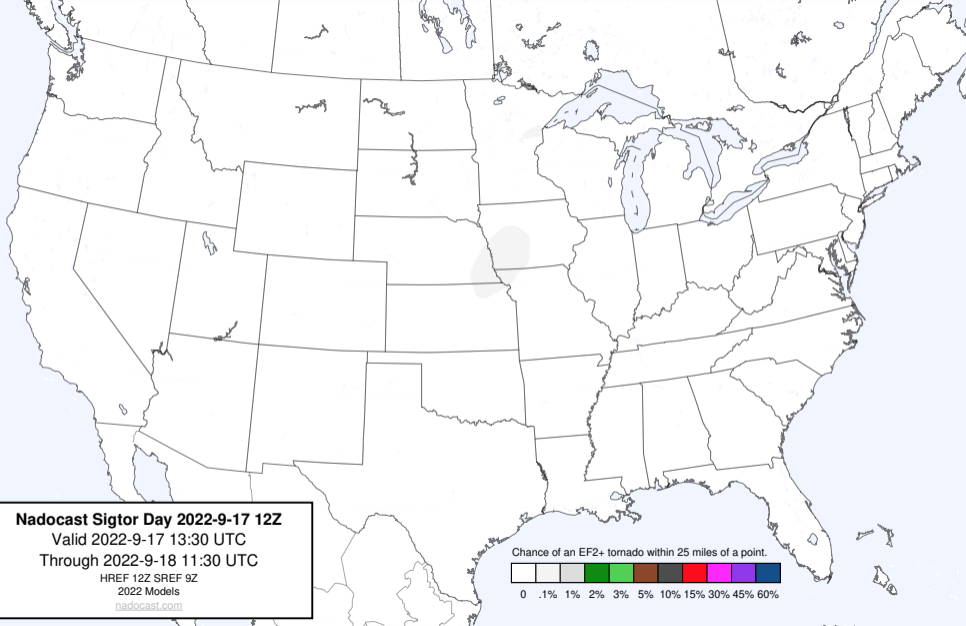 Nadocast Sigtor Day 2022-9-17 12Z
Valid 2022-9-17 13:30 UTC
Through 2022-9-18 11:30 UTC
HREF 12Z SREF 9Z
2022 Models
nadocast.com
Chance of an EF2+ tornado within 25 miles of a point.
0 .1% 1% 2% 3% 5% 10% 15% 30% 45% 60%